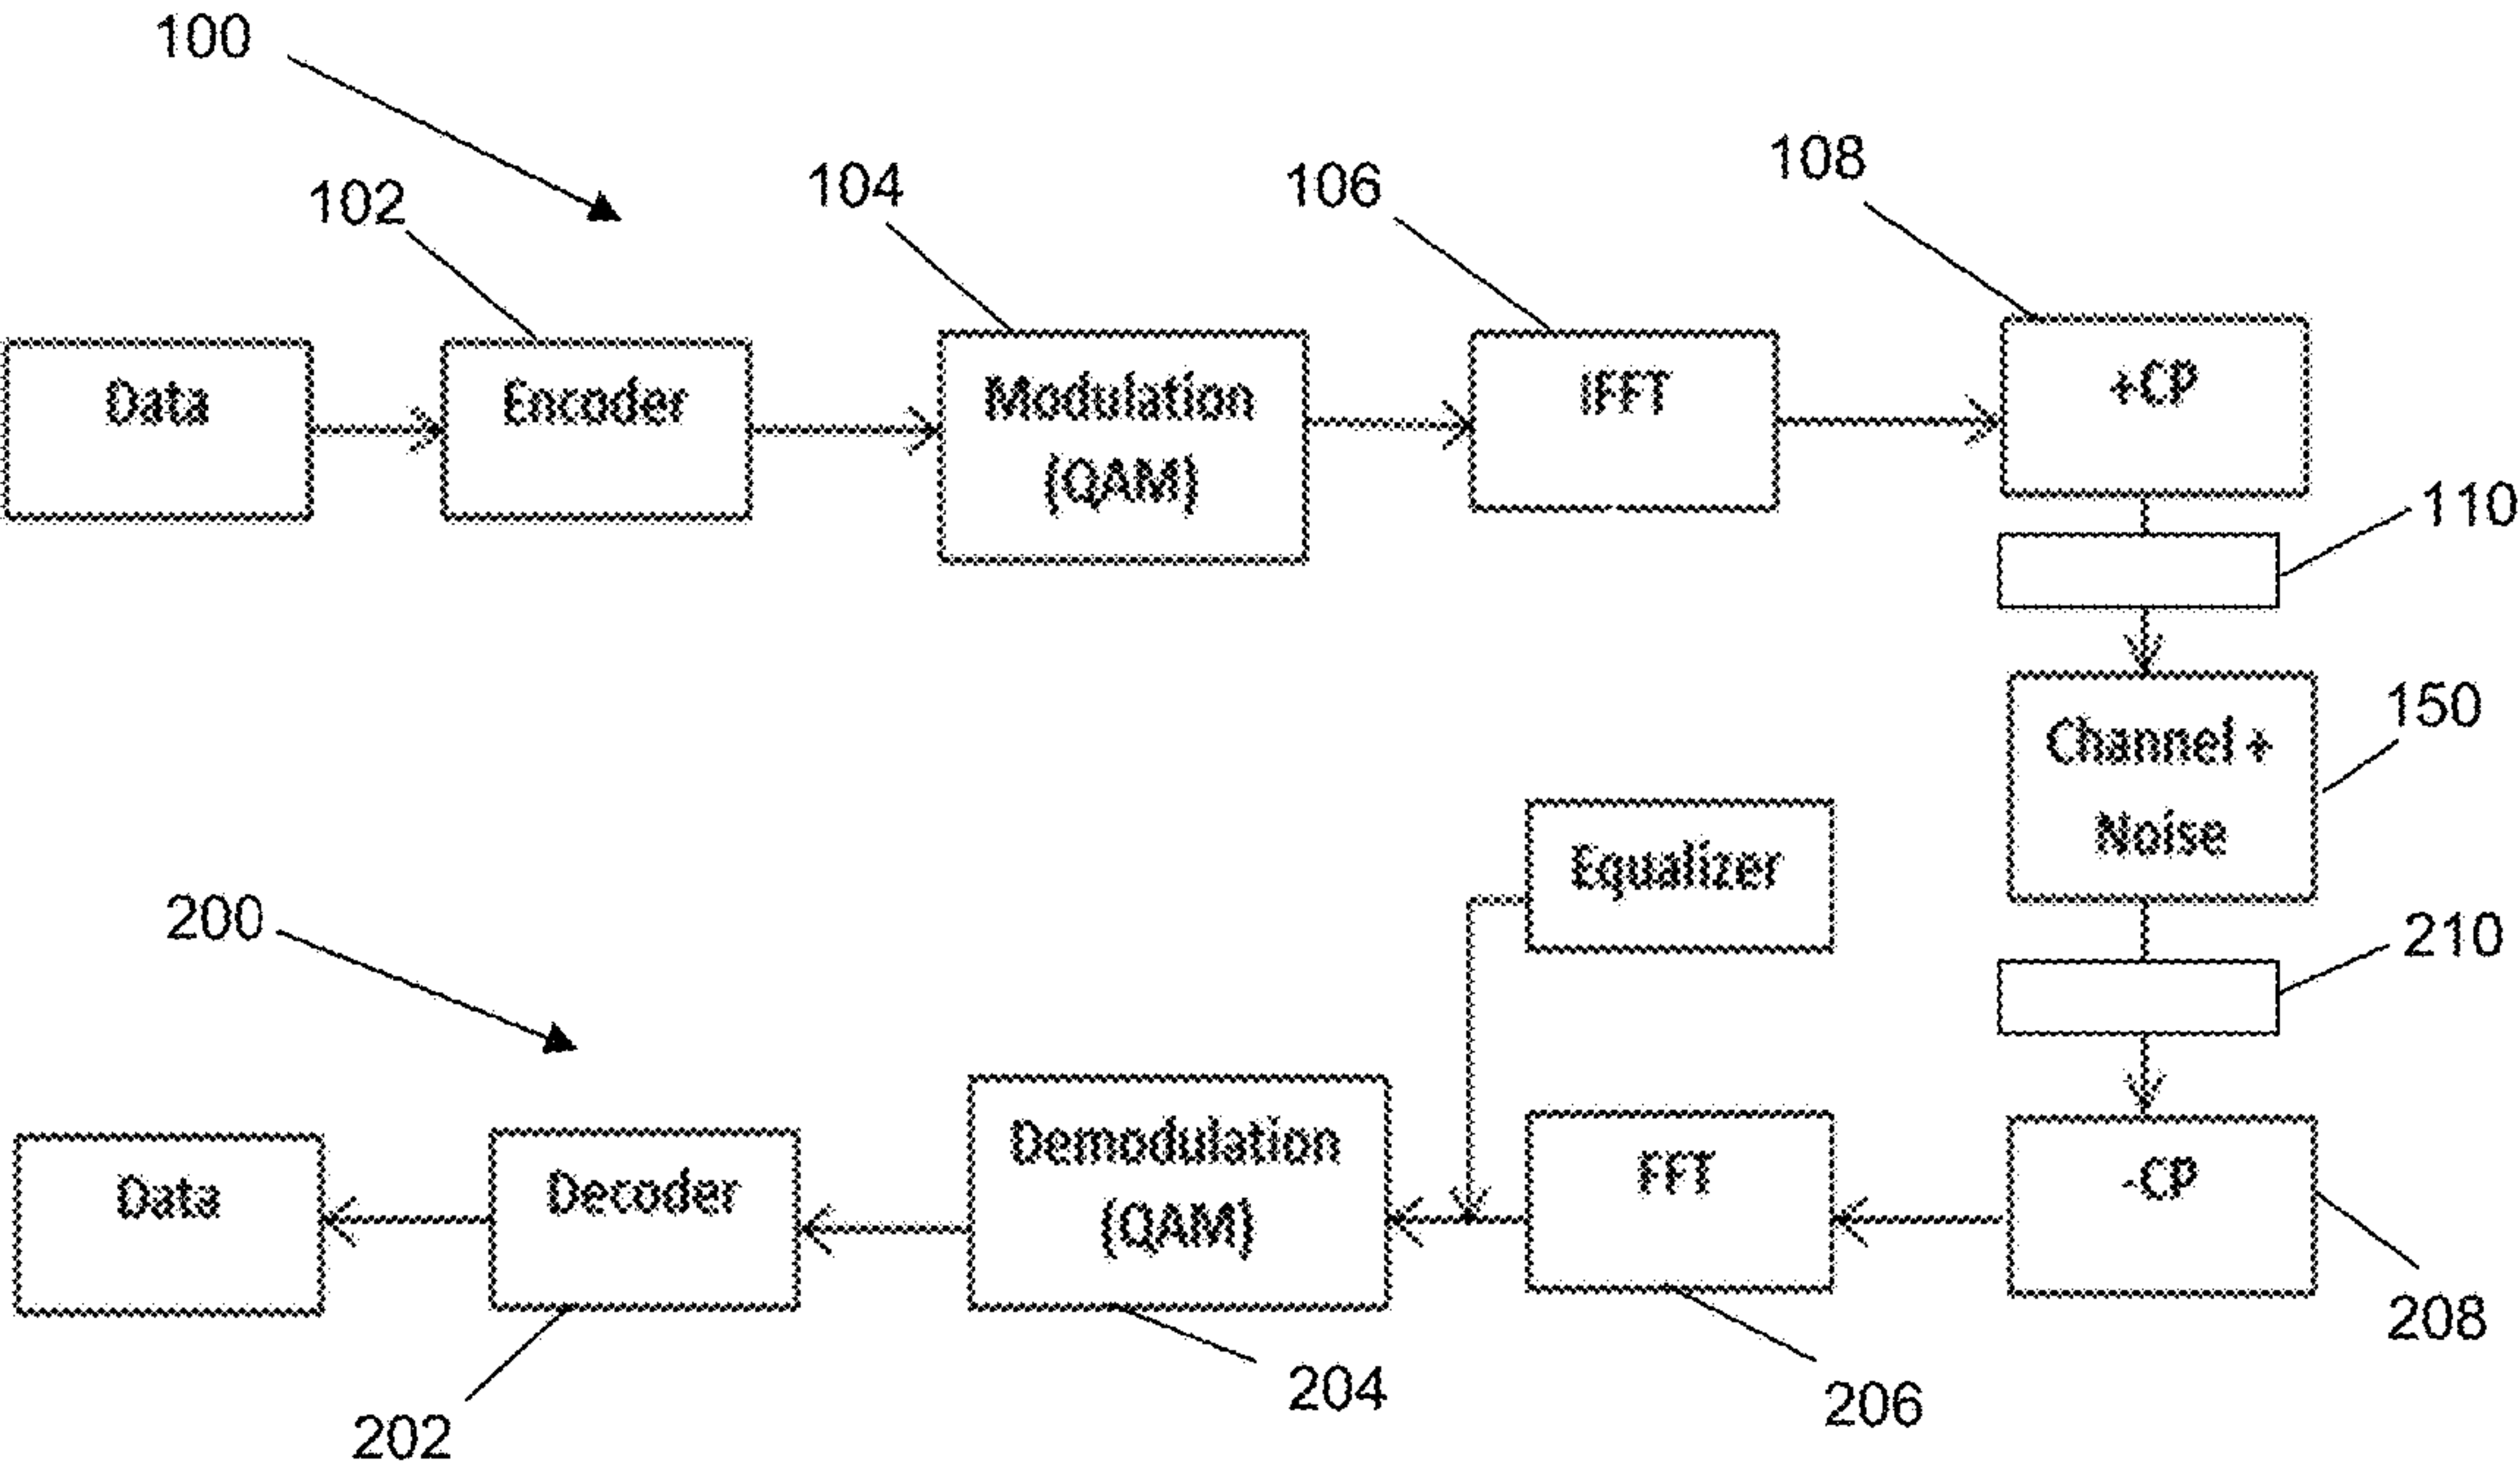 100
102
104
106
108
Data
Encoder
Modulation
(QAM)
IFFT
+CP
110
Channel +
Noise
150
Equalizer
200
210
Data
Decoder
Demodulation
(QAM)
FFT
-CP
202
204
206
208